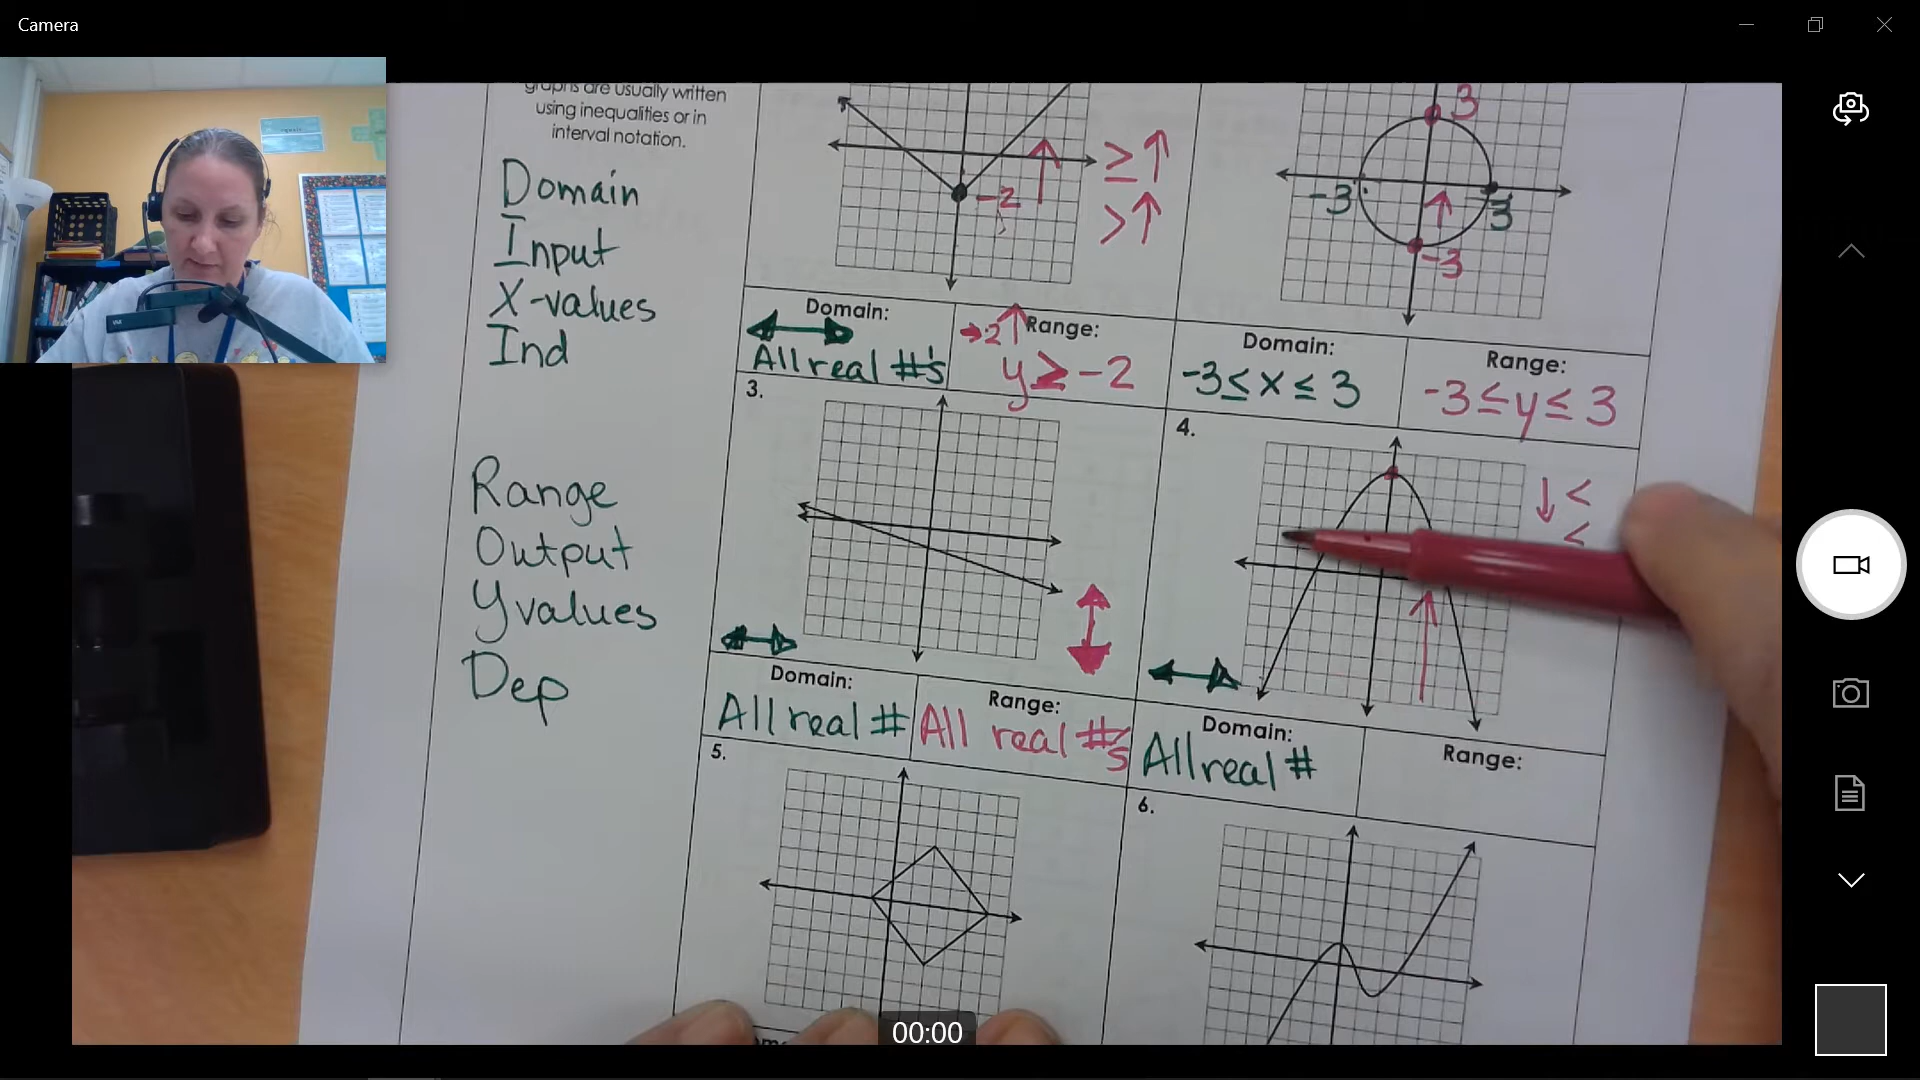 Camera
graphs are usually written
using inequalities or in
interval notation.
Domain
Input
X-values
Ind
Range
Output
Y values
Dep
-2
≥↑
>↑
3
-3
3
-3
Domain:
All real #'s
Range:
→-2↑
y ≥ -2
Domain:
-3 ≤ x ≤ 3
Range:
-3 ≤ y ≤ 3
3.
Domain:
All real #
Range:
All real #'s
4.
↓ <
<
Domain:
All real #
Range:
5.
6.
00:00